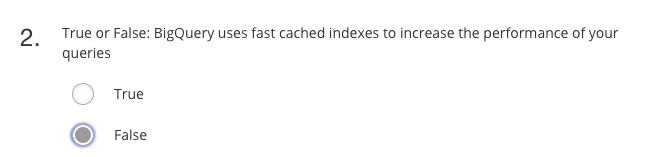 2. True or False: BigQuery uses fast cached indexes to increase the performance of your
queries
True
False